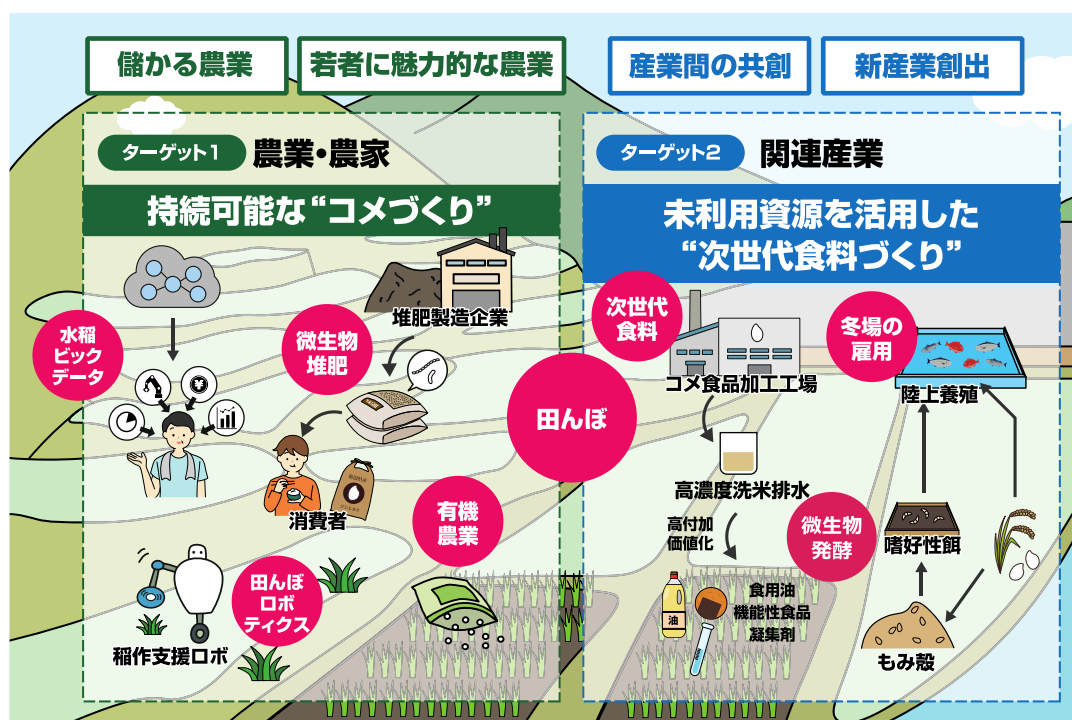 儲かる農業
若者に魅力的な農業
産業間の共創
新産業創出
ターゲット1
農業・農家
持続可能な“コメづくり”
ターゲット2
関連産業
未利用資源を活用した
“次世代食料づくり”
水稲
ビック
データ
微生物
堆肥
堆肥製造企業
消費者
有機
農業
田んぼ
ロボ
ティクス
稲作支援ロボ
田んぼ
次世代
食料
コメ食品加工工場
高濃度洗米排水
高付加
価値化
微生物
発酵
油
食用油
機能性食品
凝集剤
冬場の
雇用
陸上養殖
嗜好性餌
もみ殻